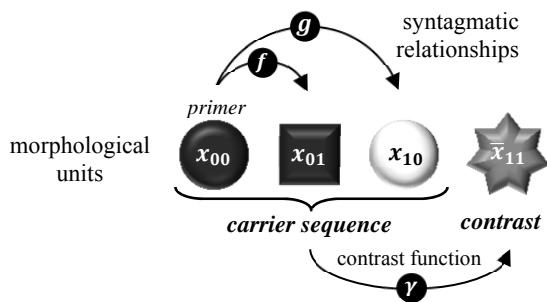 g
syntagmatic
relationships
f
primer
morphological
units
x₀₀
x₀₁
x₁₀
x̄₁₁
carrier sequence
contrast
contrast function
γ